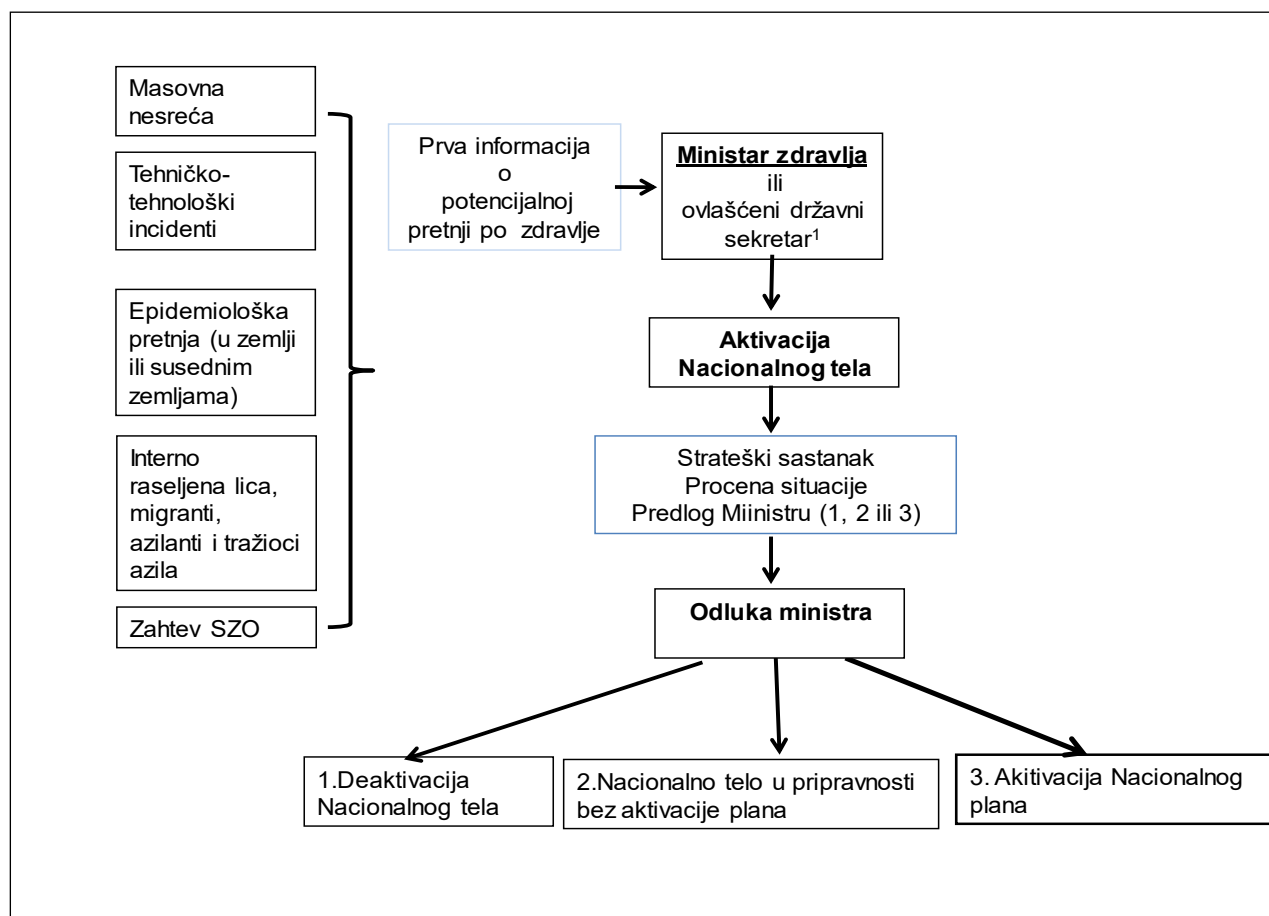 Masovna
nesreća
Tehničko-
tehnološki
incidenti
Epidemiološka
pretnja (u zemlji
ili susednim
zemljama)
Interno
raseljena lica,
migranti,
azilanti i tražioci
azila
Zahtev SZO
Prva informacija
o
potencijalnoj
pretnji po zdravlje
Ministar zdravlja
ili
ovlašćeni državni
sekretar¹
Aktivacija
Nacionalnog tela
Strateški sastanak
Procena situacije
Predlog Miinistru (1, 2 ili 3)
Odluka ministra
1.Deaktivacija
Nacionalnog tela
2.Nacionalno telo u pripravnosti
bez aktivacije plana
3. Akitivacija Nacionalnog
plana